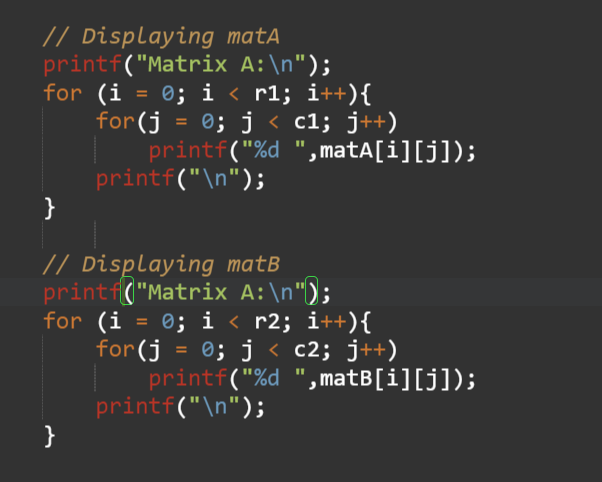 // Displaying matA
printf("Matrix A:\n");
for (i = 0; i < r1; i++){
for(j = 0; j < c1; j++)
printf("%d ",matA[i][j]);
printf("\n");
}
// Displaying matB
printf("Matrix A:\n");
for (i = 0; i < r2; i++){
for(j = 0; j < c2; j++)
printf("%d ",matB[i][j]);
printf("\n");
}